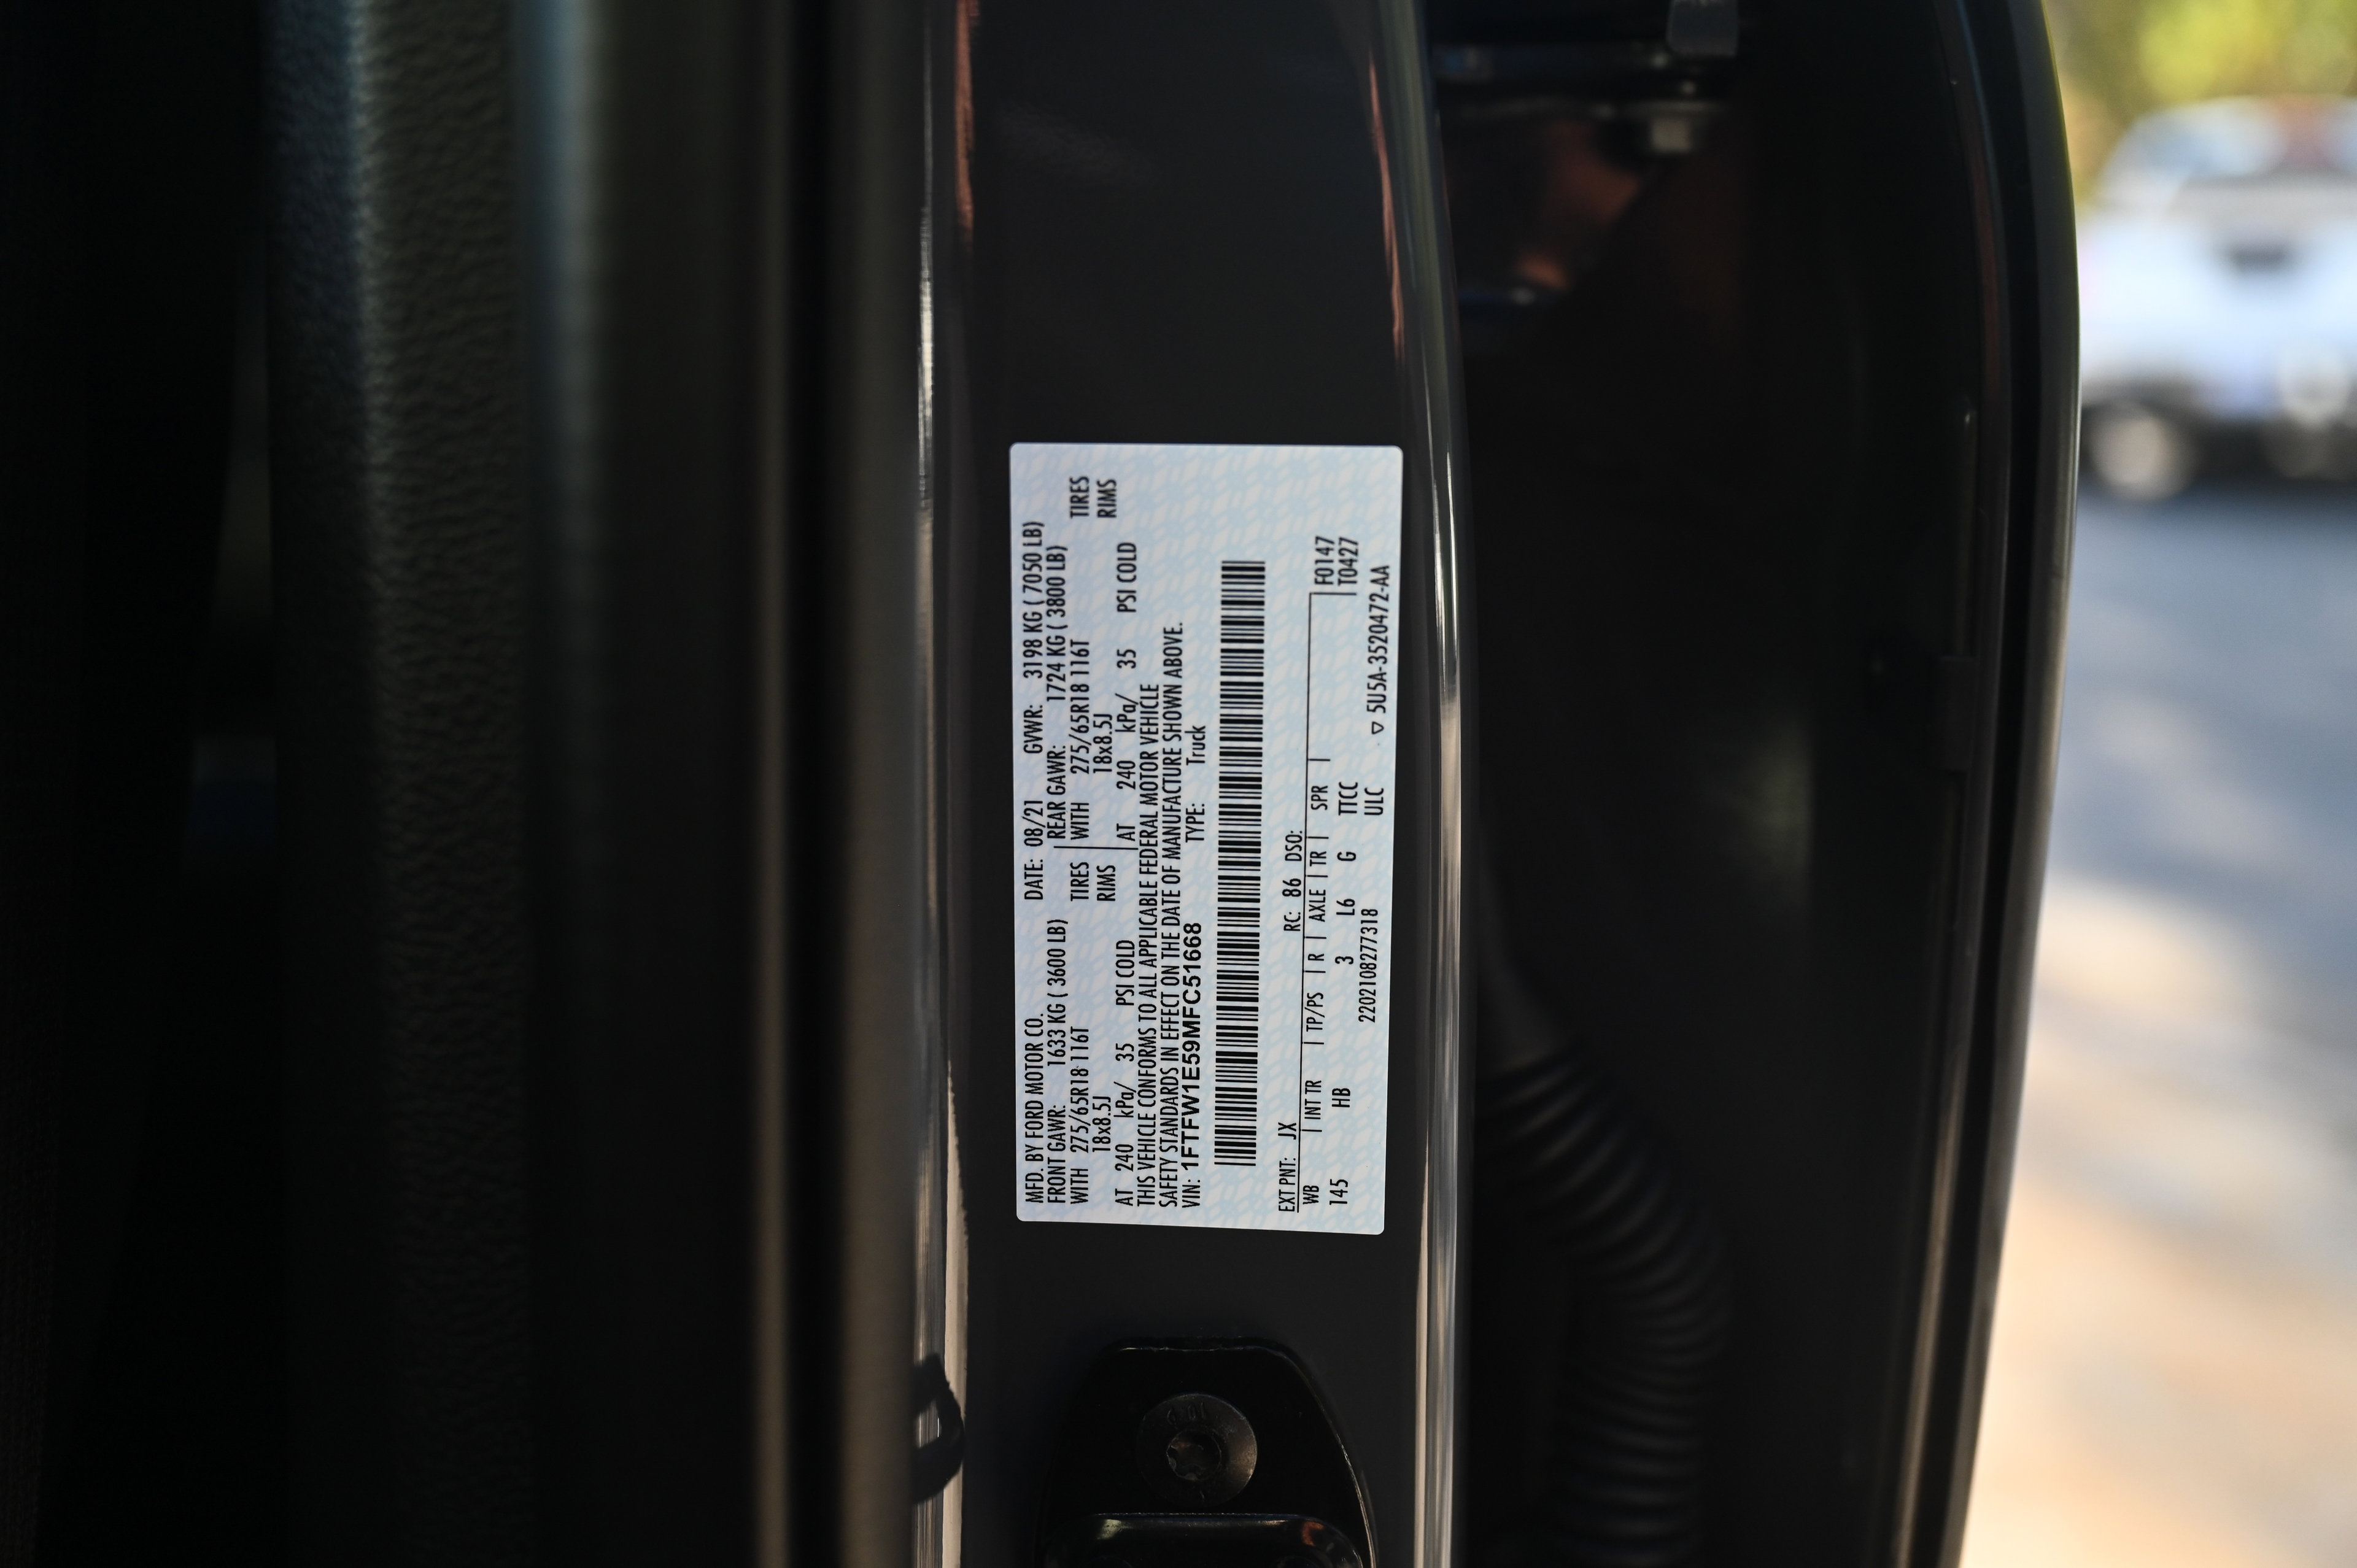 MFD. BY FORD MOTOR CO. DATE: 08/21 GVWR: 3198 KG ( 7050 LB)
FRONT GAWR: 1633 KG ( 3600 LB) REAR GAWR: 1724 KG ( 3800 LB)
WITH 275/65R18 116T TIRES WITH 275/65R18 116T TIRES
18x8.5J RIMS 18x8.5J RIMS
AT 240 kPa/ 35 PSI COLD AT 240 kPa/ 35 PSI COLD
THIS VEHICLE CONFORMS TO ALL APPLICABLE FEDERAL MOTOR VEHICLE
SAFETY STANDARDS IN EFFECT ON THE DATE OF MANUFACTURE SHOWN ABOVE.
VIN: 1FTFW1E59MFC51668 TYPE: Truck
EXT PNT: JX RC: 86 DSO:
WB INT TR TP/PS R AXLE TR SPR F0147
145 HB 3 L6 G TTCC T0427
2202108277318 ULC
▽ 5U5A-3520472-AA